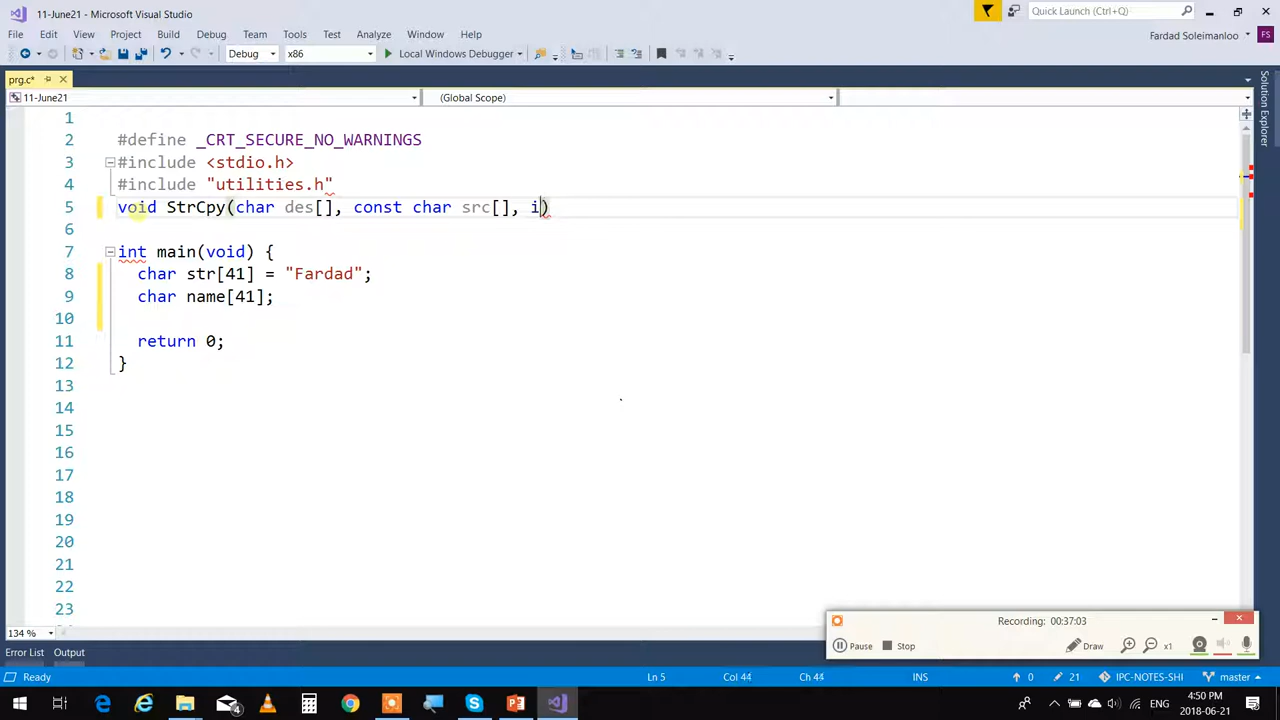 11-June21 - Microsoft Visual Studio
Quick Launch (Ctrl+Q)
File Edit View Project Build Debug Team Tools Test Analyze Window Help
Fardad Soleimanloo FS
Debug x86 Local Windows Debugger
prg.c*
11-June21 (Global Scope)
Solution Explorer
1
2 #define _CRT_SECURE_NO_WARNINGS
3 #include <stdio.h>
4 #include "utilities.h"
5 void StrCpy(char des[], const char src[], i)
6
7 int main(void) {
8 char str[41] = "Fardad";
9 char name[41];
10
11 return 0;
12 }
13
14
15
16
17
18
19
20
21
22
23
134 %
Recording: 00:37:03
Pause Stop Draw x1
Error List Output
Ready Ln 5 Col 44 Ch 44 INS 0 21 IPC-NOTES-SHI master
4
ENG
4:50 PM
2018-06-21
2